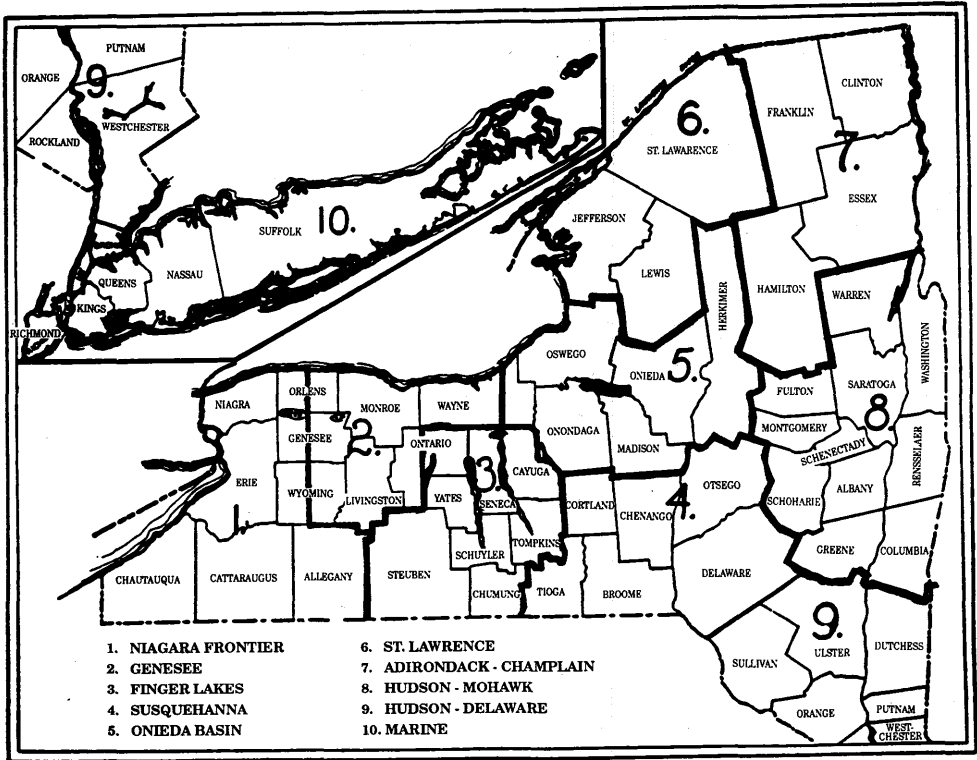 PUTNAM
ORANGE
9.
WESTCHESTER
ROCKLAND
10.
SUFFOLK
NASSAU
QUEENS
KINGS
RICHMOND
6.
ST. LAWARENCE
FRANKLIN
CLINTON
7.
ESSEX
JEFFERSON
LEWIS
HERKIMER
HAMILTON
WARREN
WASHINGTON
OSWEGO
ONIEDA
5.
FULTON
SARATOGA
8.
MONTGOMERY
SCHENECTADY
RENSSELAER
NIAGRA
ORLENS
MONROE
WAYNE
GENESEE
2.
ONTARIO
ONONDAGA
MADISON
CAYUGA
3.
ERIE
WYOMING
LIVINGSTON
YATES
SENECA
CORTLAND
CHENANGO
4.
OTSEGO
SCHOHARIE
ALBANY
1.
TOMPKINS
SCHUYLER
GREENE
COLUMBIA
CHAUTAUQUA
CATTARAUGUS
ALLEGANY
STEUBEN
CHUMUNG
TIOGA
BROOME
DELAWARE
9.
ULSTER
DUTCHESS
SULLIVAN
ORANGE
PUTNAM
WEST-
CHESTER
1. NIAGARA FRONTIER
2. GENESEE
3. FINGER LAKES
4. SUSQUEHANNA
5. ONIEDA BASIN
6. ST. LAWRENCE
7. ADIRONDACK - CHAMPLAIN
8. HUDSON - MOHAWK
9. HUDSON - DELAWARE
10. MARINE